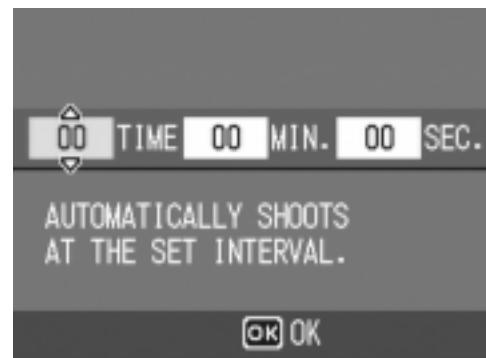 00 TIME 00 MIN. 00 SEC.
AUTOMATICALLY SHOOTS
AT THE SET INTERVAL.
OK OK